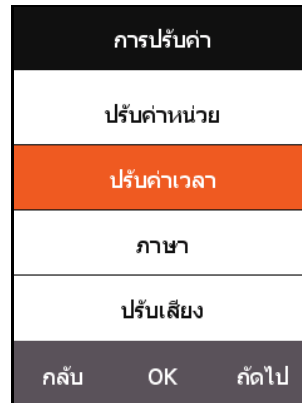 การปรับค่า
ปรับค่าหน่วย
ปรับค่าเวลา
ภาษา
ปรับเสียง
กลับ OK ถัดไป